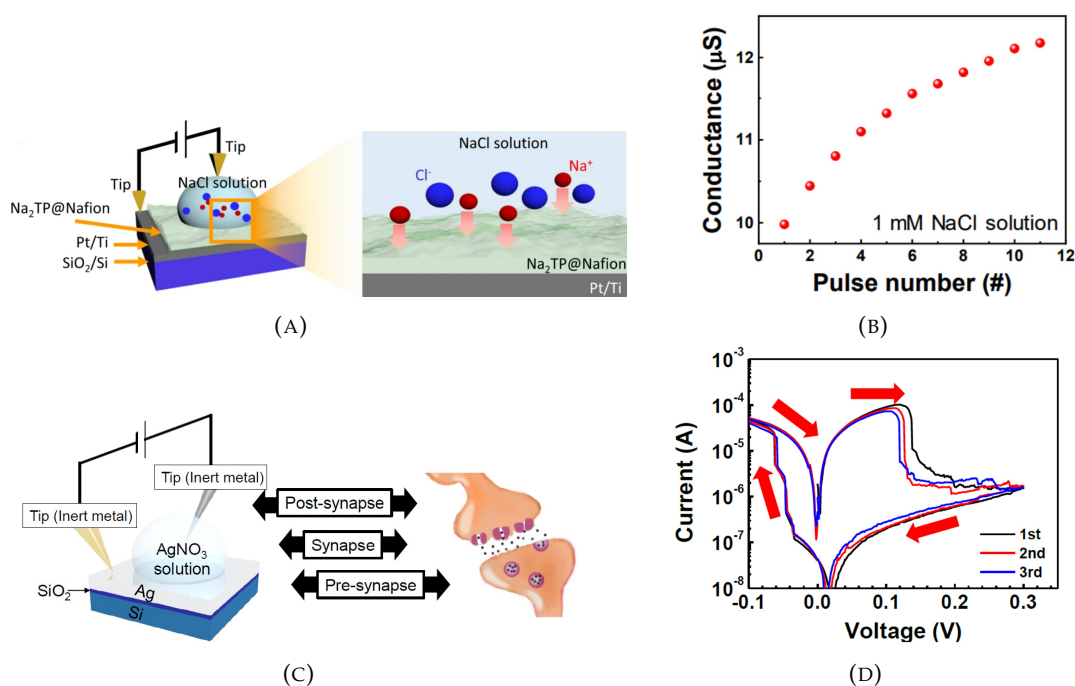 Tip
Tip
NaCl solution
Na₂TP@Nafion
Pt/Ti
SiO₂/Si
NaCl solution
Cl⁻
Na⁺
Na₂TP@Nafion
Pt/Ti
(A)
Conductance (μS)
12
11
10
0 2 4 6 8 10 12
1 mM NaCl solution
Pulse number (#)
(B)
Tip (Inert metal)
Tip (Inert metal)
AgNO₃
solution
Ag
SiO₂
Si
Post-synapse
Synapse
Pre-synapse
(C)
Current (A)
10⁻³
10⁻⁴
10⁻⁵
10⁻⁶
10⁻⁷
10⁻⁸
1st
2nd
3rd
-0.1 0.0 0.1 0.2 0.3
Voltage (V)
(D)